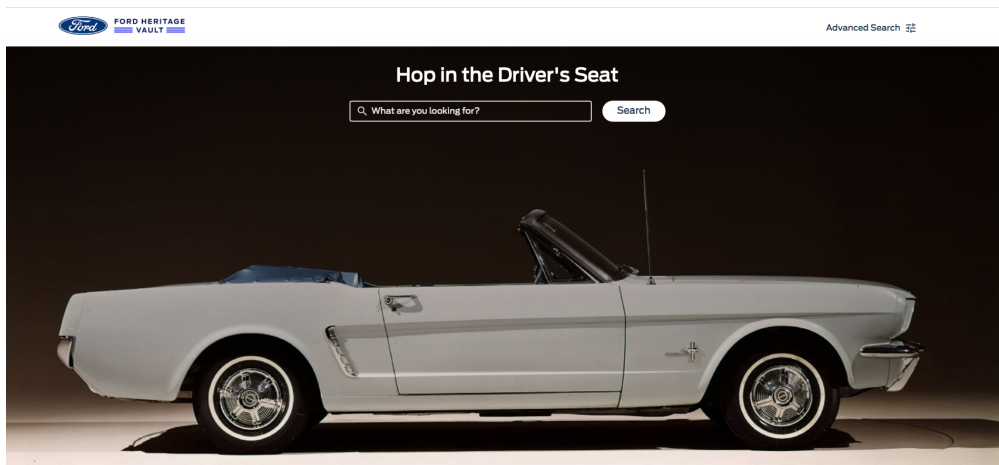 Ford
FORD HERITAGE
VAULT
Advanced Search
Hop in the Driver's Seat
What are you looking for?
Search